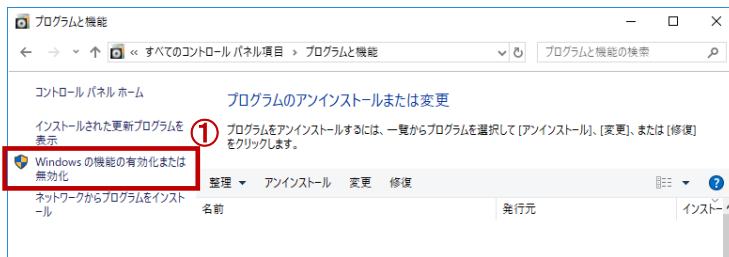 プログラムと機能
« すべてのコントロール パネル項目 › プログラムと機能
プログラムと機能の検索
コントロール パネル ホーム
プログラムのアンインストールまたは変更
インストールされた更新プログラムを
表示
①
プログラムをアンインストールするには、一覧からプログラムを選択して [アンインストール]、[変更]、または [修復]
をクリックします。
Windows の機能の有効化または
無効化
ネットワークからプログラムをインスト
ール
整理 アンインストール 変更 修復
名前 発行元 インストー